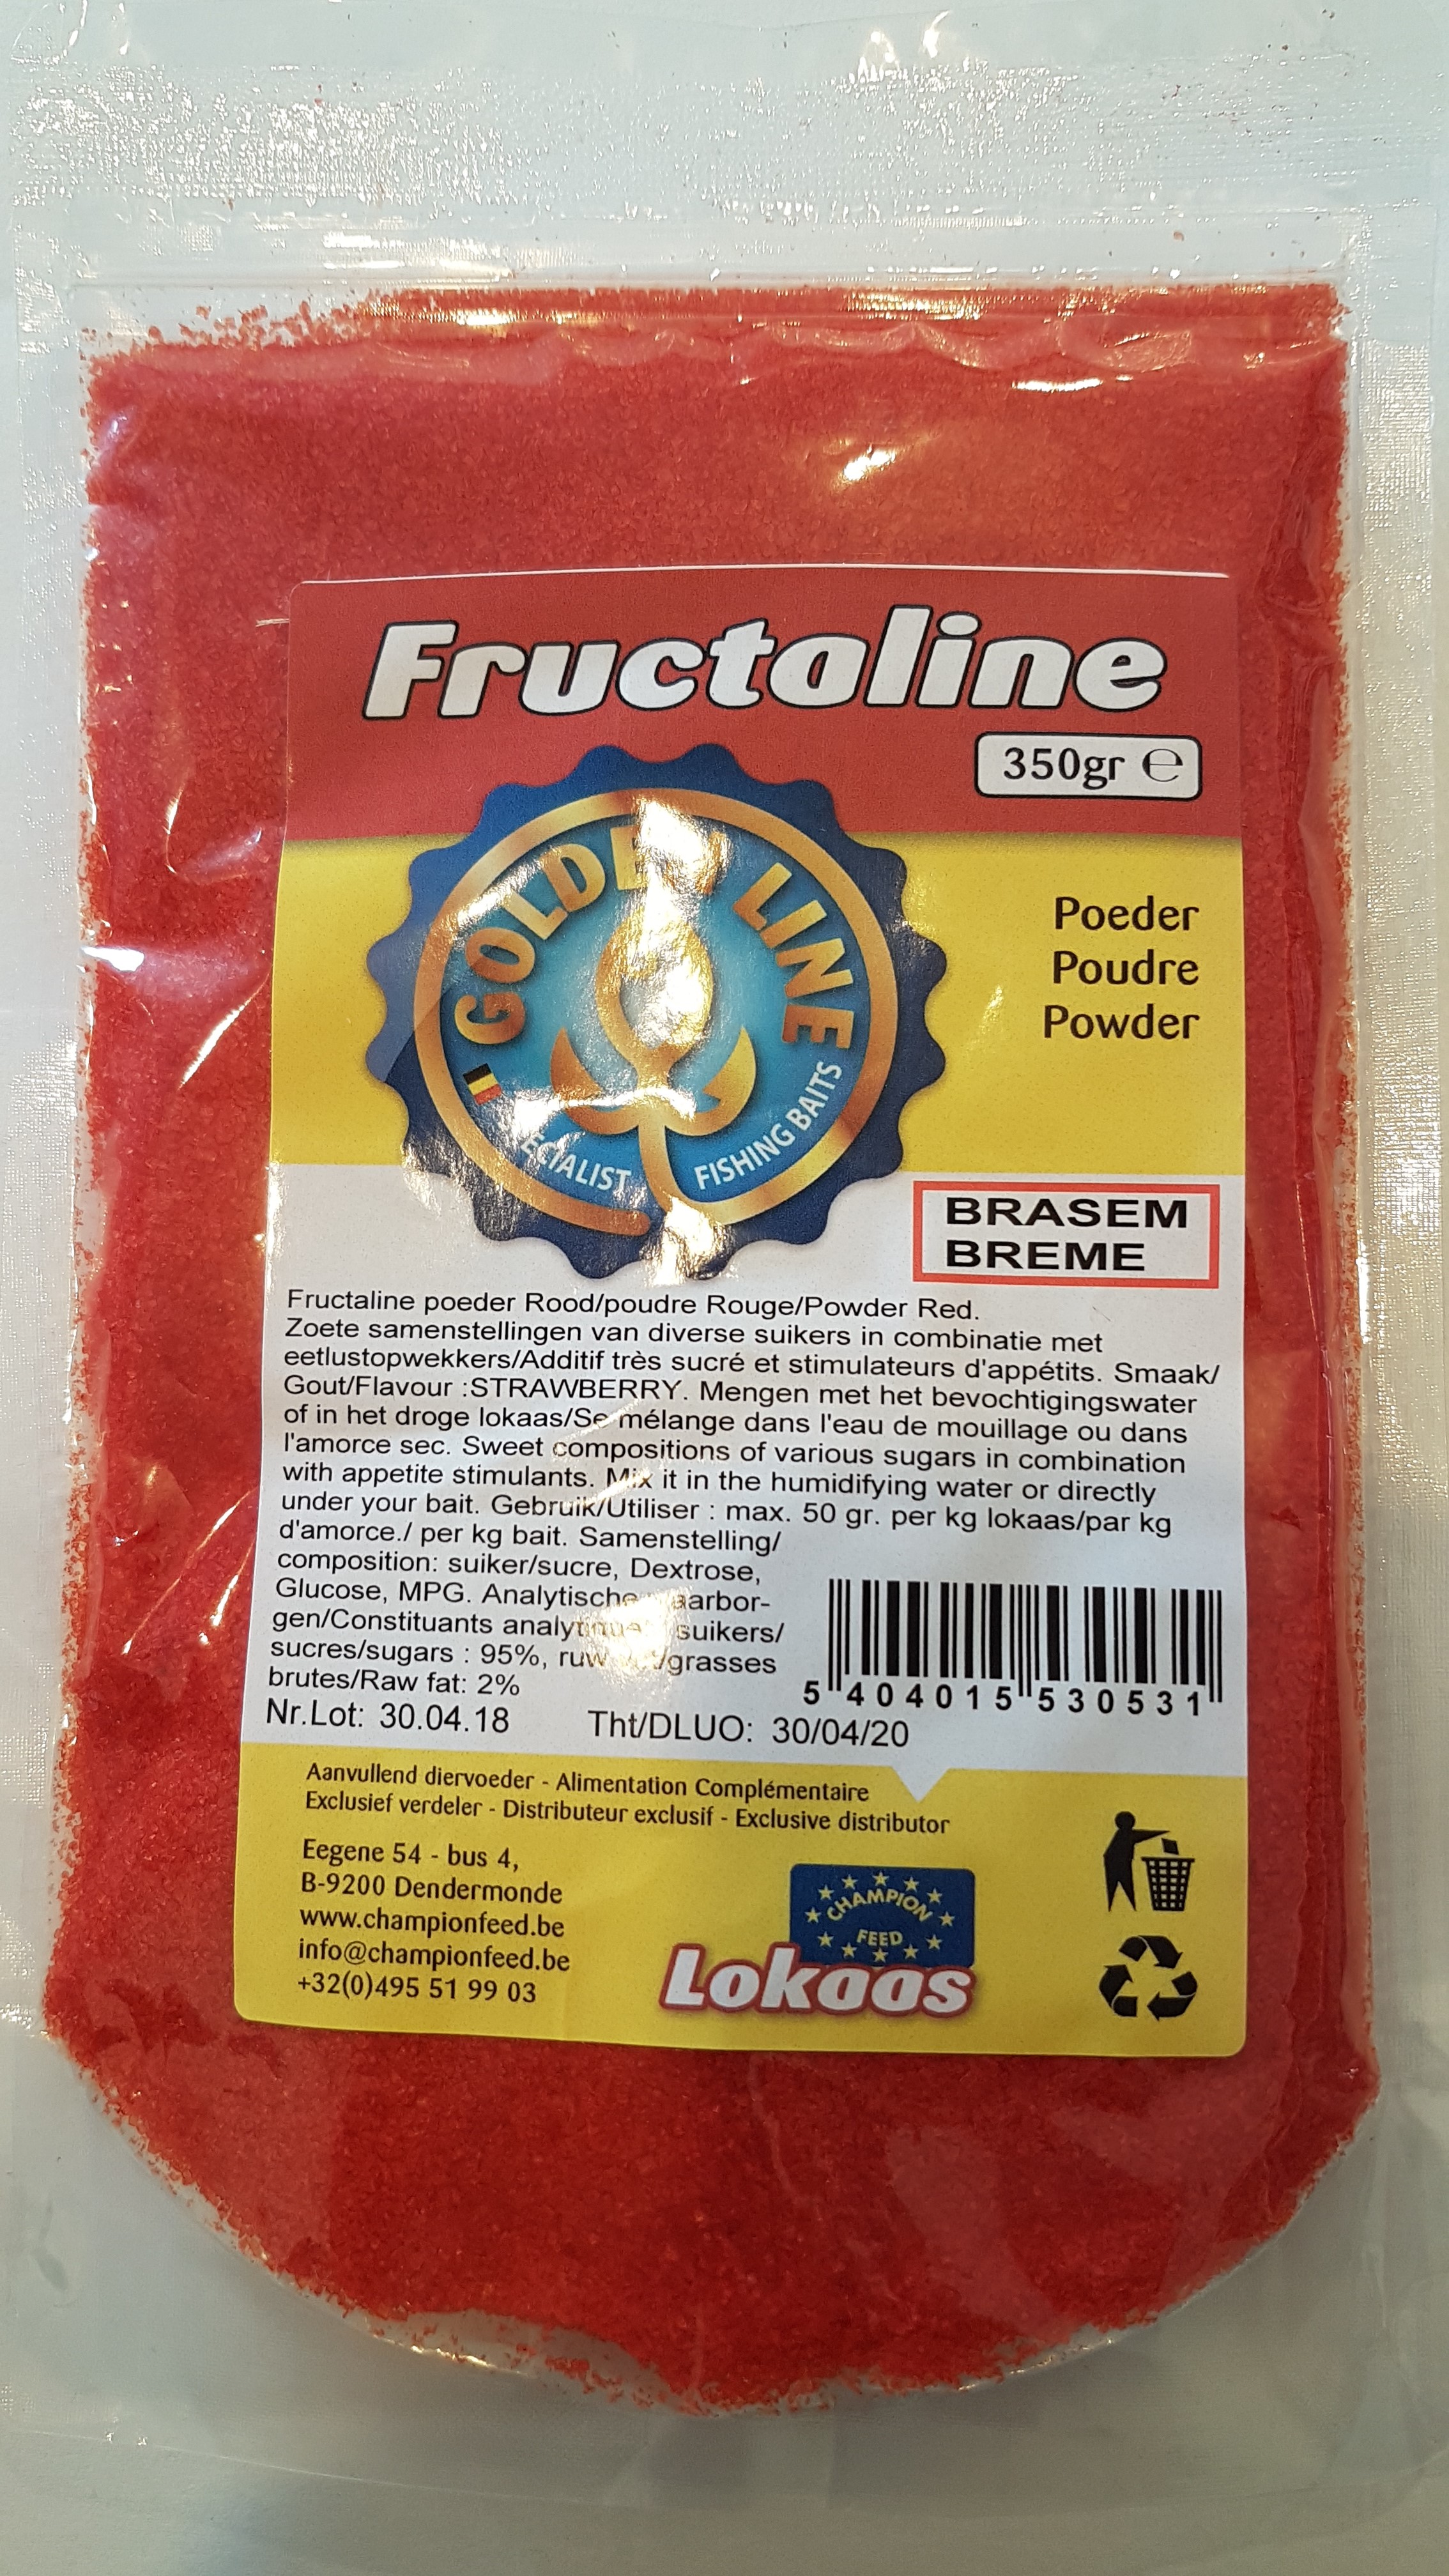 Fructaline
350gr ℮
GOLDEN LINE
FISHING BAITS
Poeder
Poudre
Powder
BRASEM
BREME
Fructaline poeder Rood/poudre Rouge/Powder Red.
Zoete samenstellingen van diverse suikers in combinatie met
eetlustopwekkers/Additif très sucré et stimulateurs d'appétits. Smaak/
Gout/Flavour :STRAWBERRY. Mengen met het bevochtigingswater
of in het droge lokaas/Se mélange dans l'eau de mouillage ou dans
l'amorce sec. Sweet compositions of various sugars in combination
with appetite stimulants. Mix it in the humidifying water or directly
under your bait. Gebruik/Utiliser : max. 50 gr. per kg lokaas/par kg
d'amorce./ per kg bait. Samenstelling/
composition: suiker/sucre, Dextrose,
Glucose, MPG. Analytische
gen/Constituants suikers/
sucres/sugars : 95%, /grasses
brutes/Raw fat: 2%
5 404015 530531
Nr.Lot: 30.04.18 Tht/DLUO: 30/04/20
Aanvullend diervoeder - Alimentation Complémentaire
Exclusief verdeler - Distributeur exclusif - Exclusive distributor
Eegene 54 - bus 4,
B-9200 Dendermonde
www.championfeed.be
info@championfeed.be
+32(0)495 51 99 03
CHAMPION
FEED
Lokaas